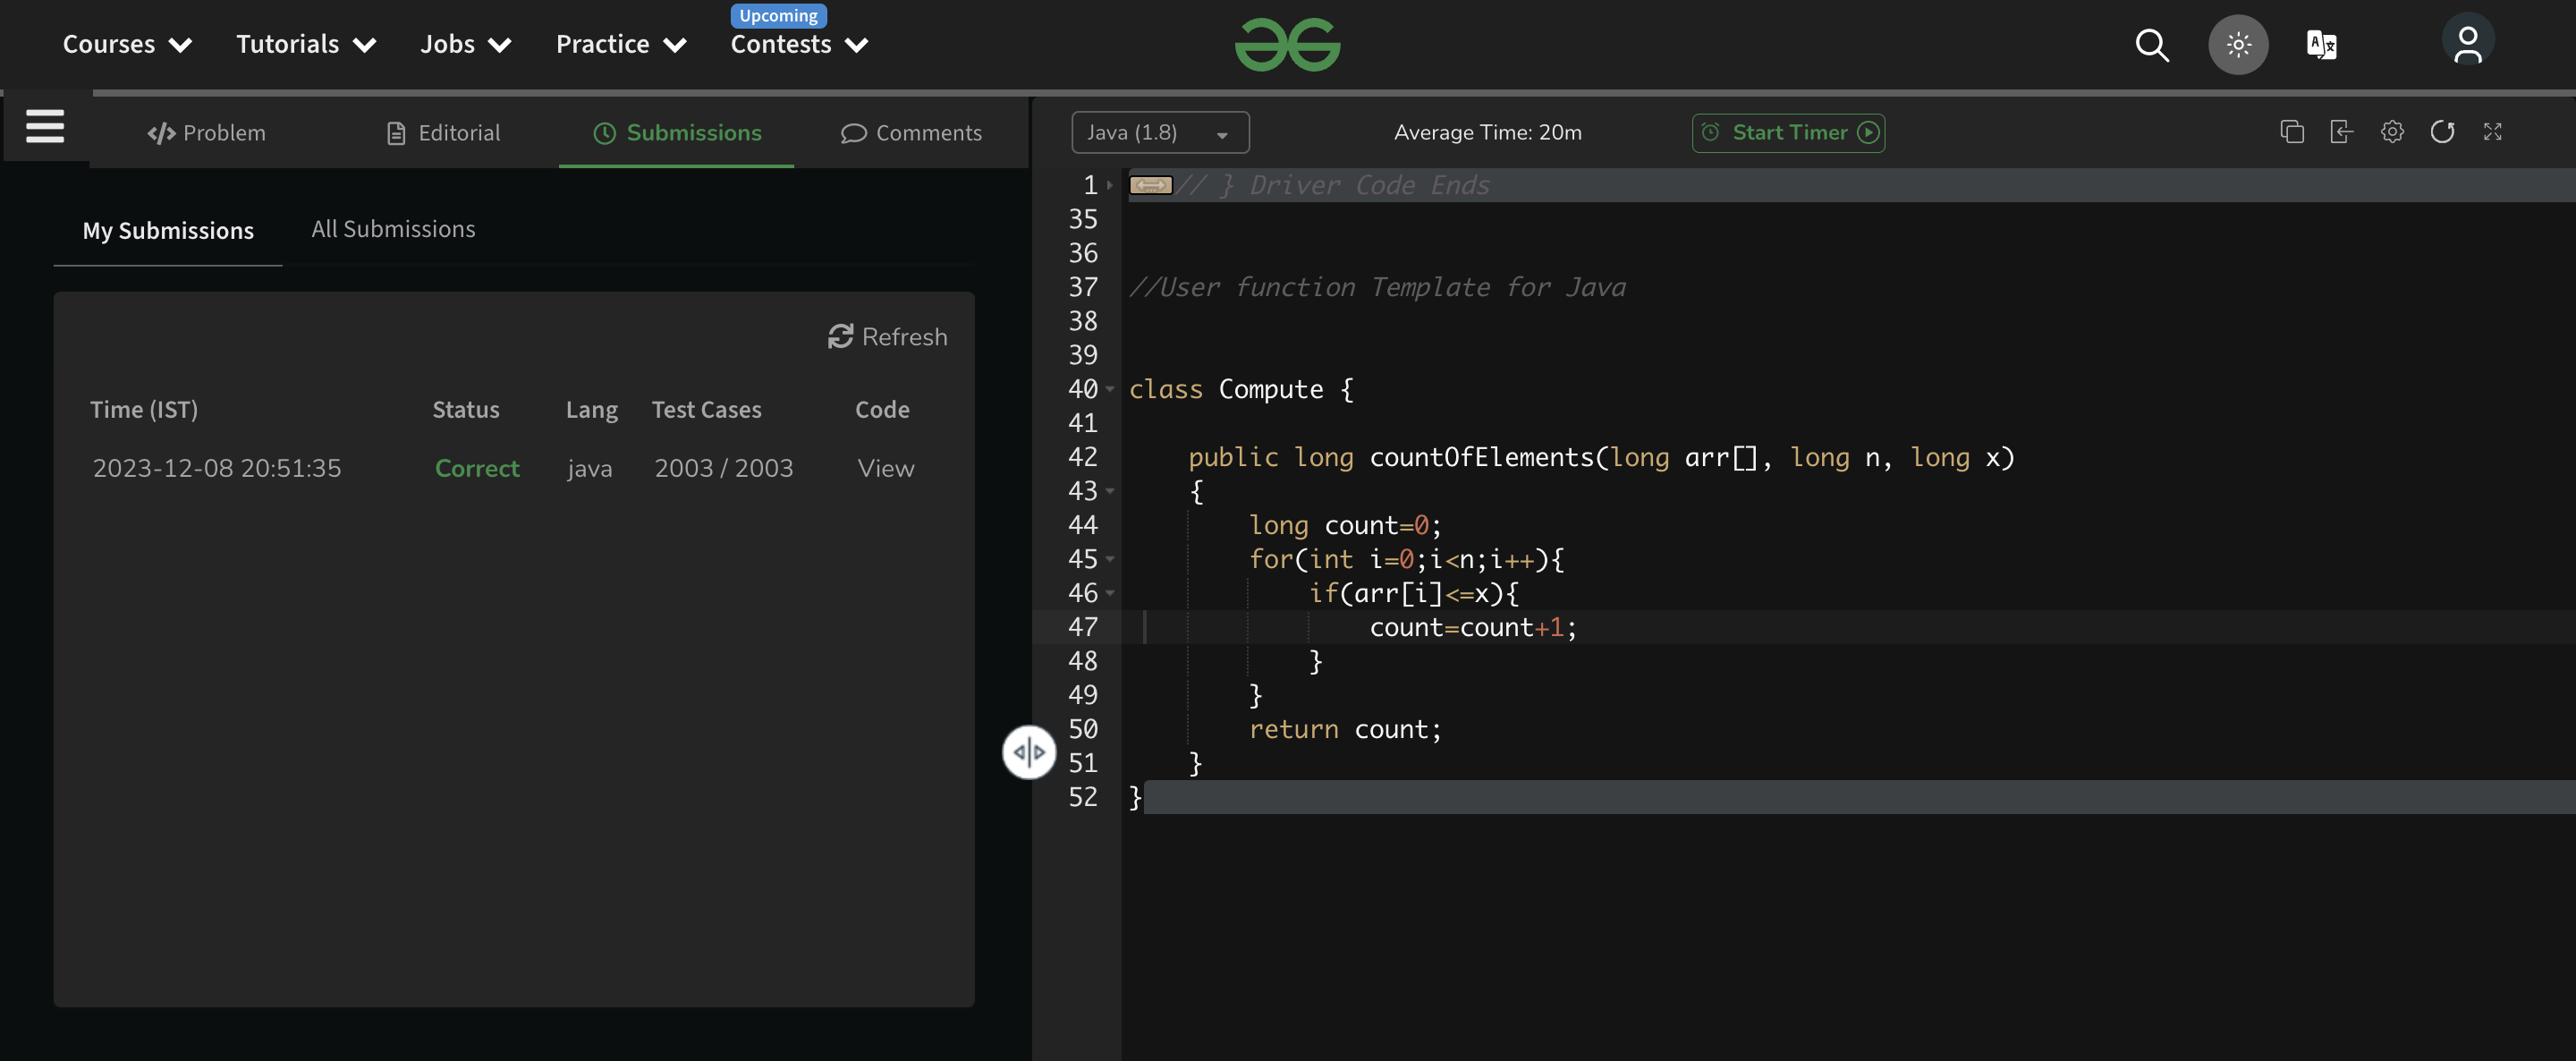 Upcoming
Courses Tutorials Jobs Practice Contests
Problem Editorial Submissions Comments
Java (1.8) Average Time: 20m Start Timer
My Submissions All Submissions
Refresh
Time (IST) Status Lang Test Cases Code
2023-12-08 20:51:35 Correct java 2003 / 2003 View
1 // } Driver Code Ends
35
36
37 //User function Template for Java
38
39
40 class Compute {
41
42     public long countOfElements(long arr[], long n, long x)
43     {
44         long count=0;
45         for(int i=0;i<n;i++){
46             if(arr[i]<=x){
47                 count=count+1;
48             }
49         }
50         return count;
51     }
52 }